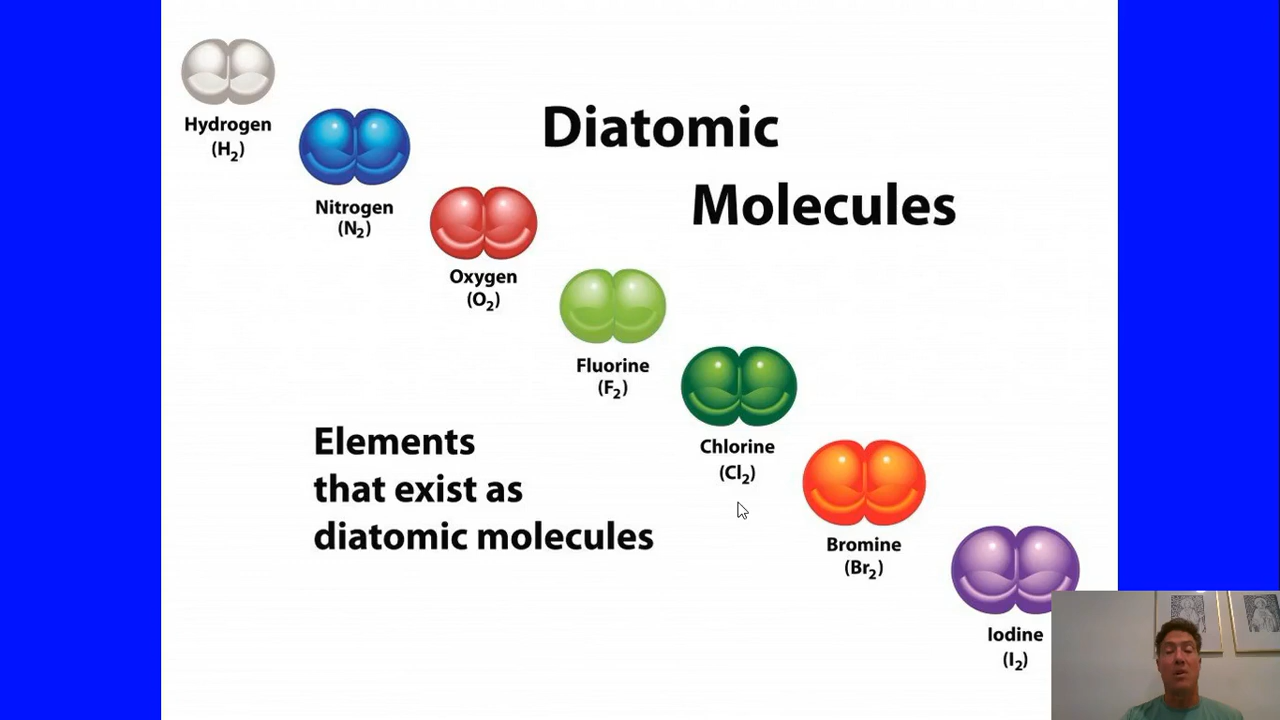 Diatomic
Molecules
Hydrogen
(H₂)
Nitrogen
(N₂)
Oxygen
(O₂)
Fluorine
(F₂)
Chlorine
(Cl₂)
Bromine
(Br₂)
Iodine
(I₂)
Elements
that exist as
diatomic molecules